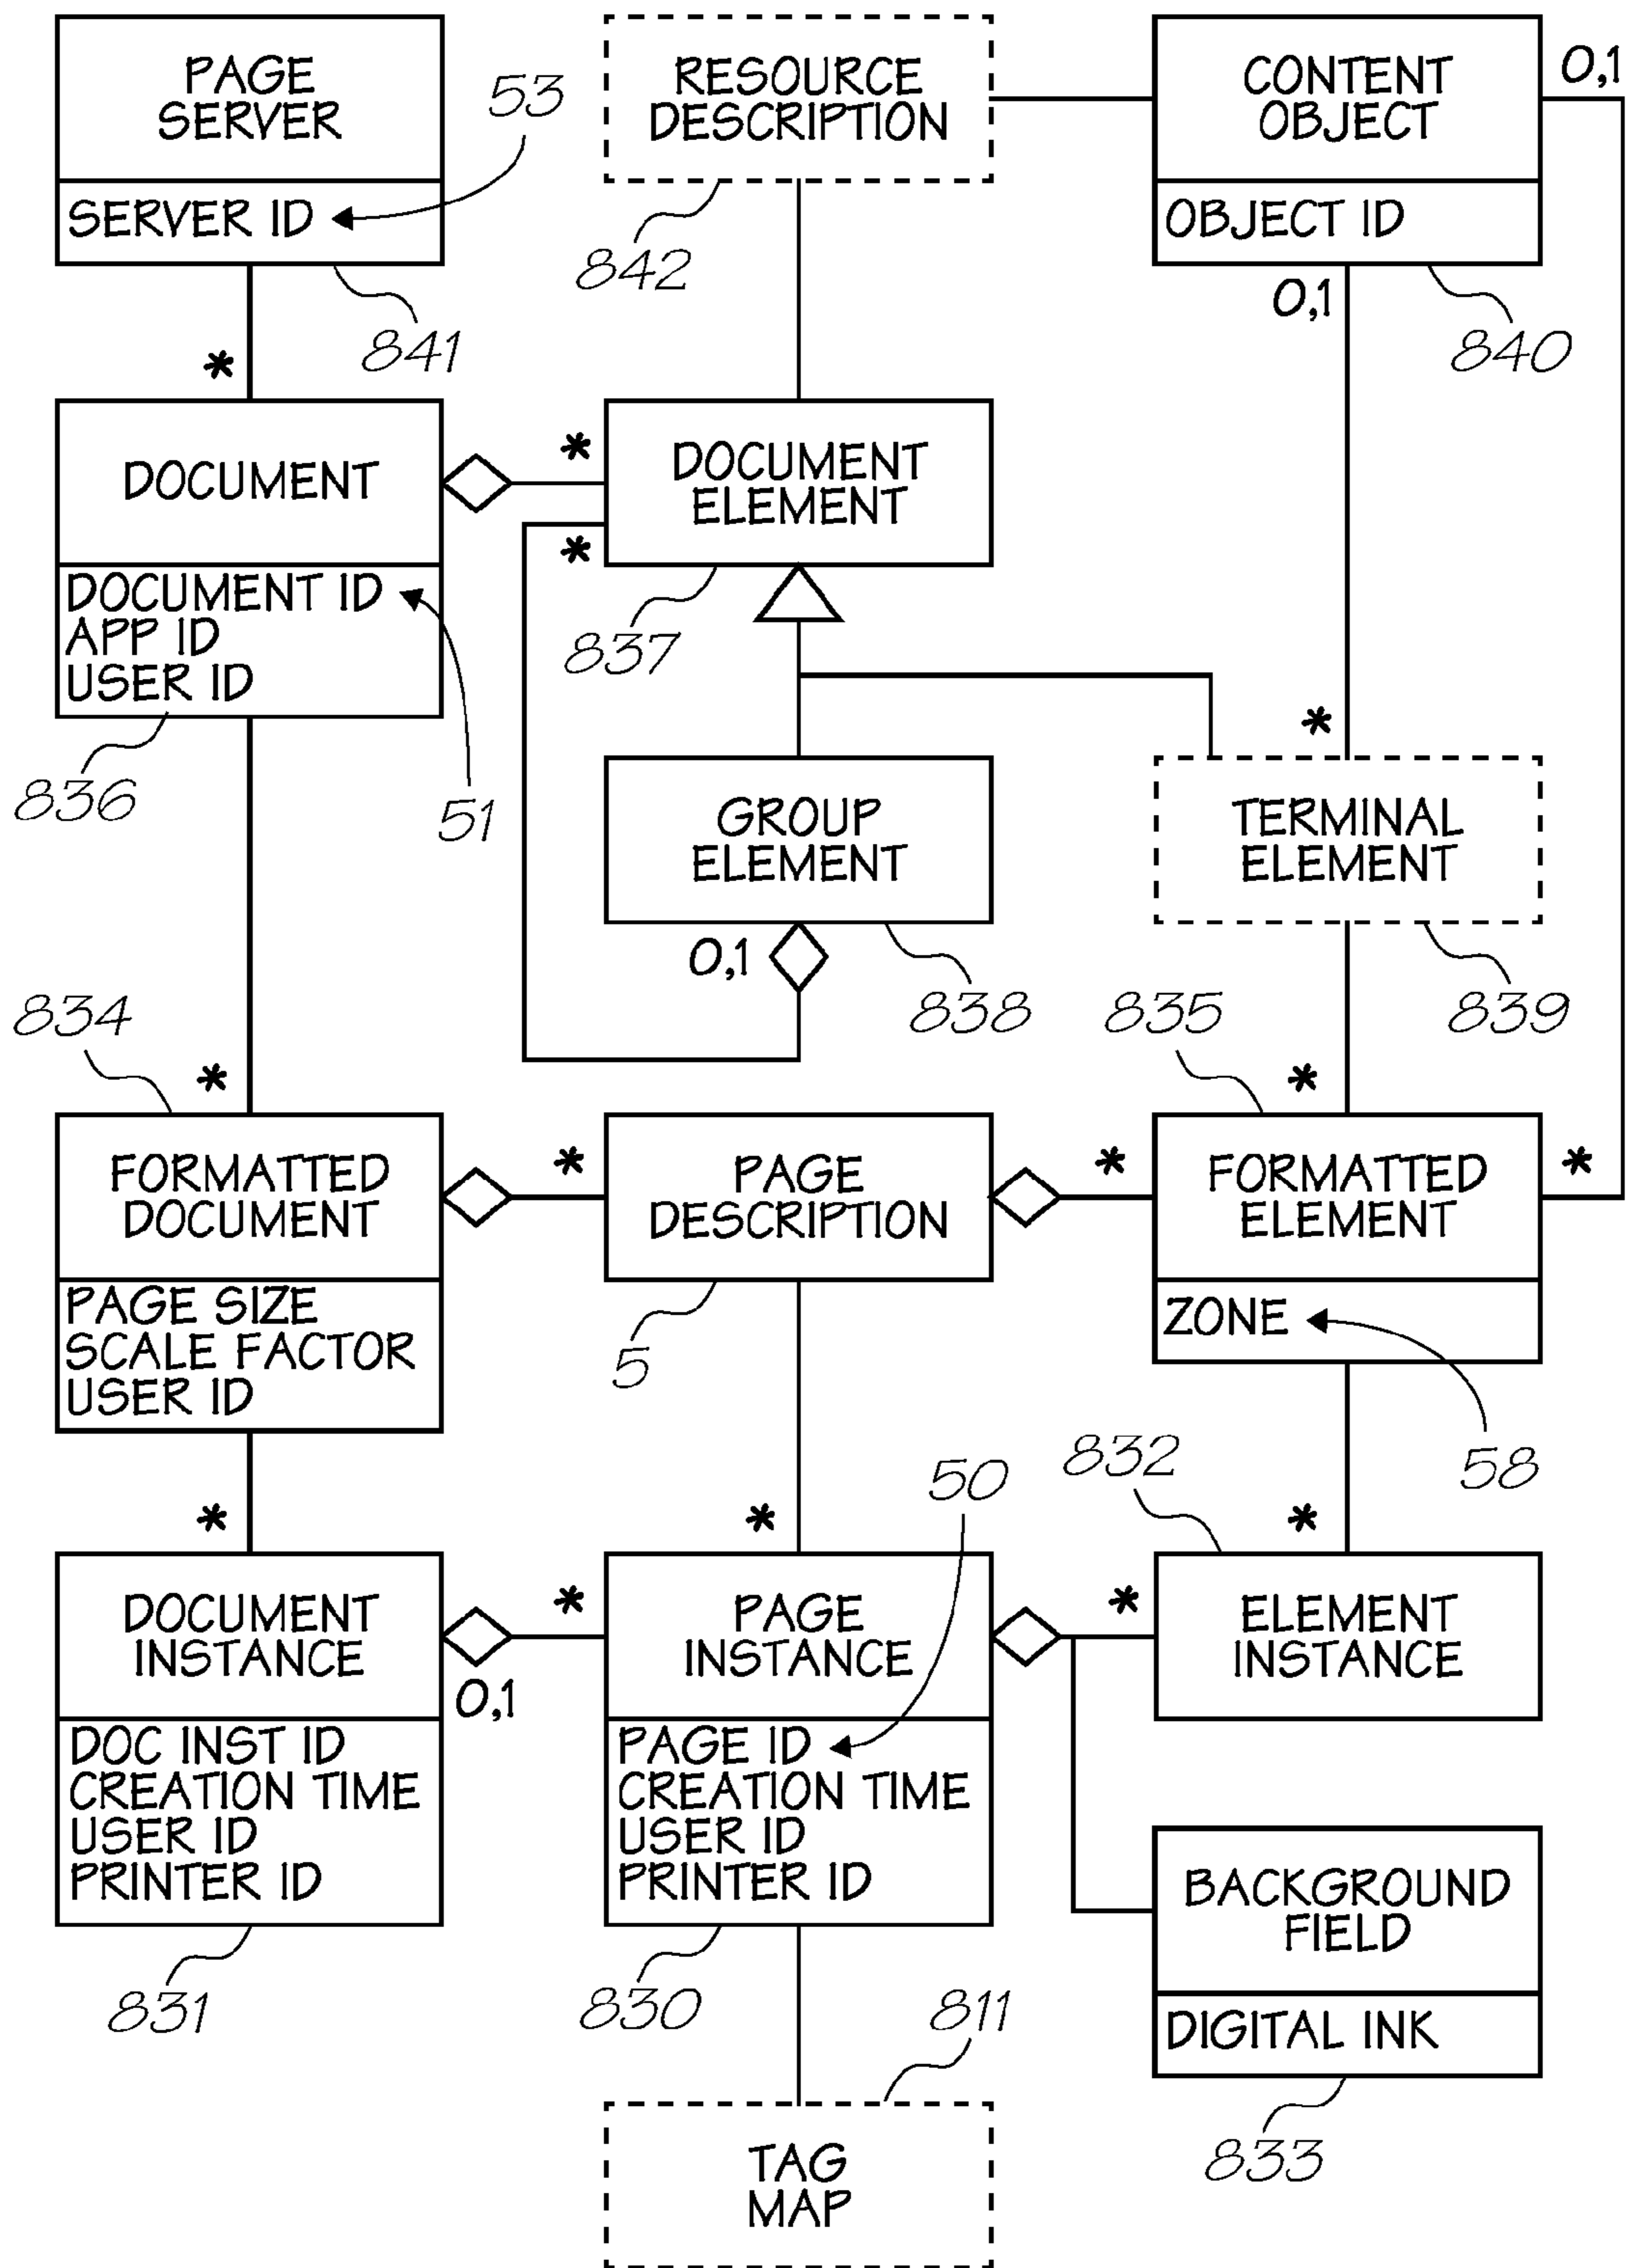 PAGE
SERVER
SERVER ID
53
841
RESOURCE
DESCRIPTION
842
CONTENT
OBJECT
OBJECT ID
0,1
0,1
840
*
DOCUMENT
DOCUMENT ID
APP ID
USER ID
836
51
*
*
DOCUMENT
ELEMENT
837
GROUP
ELEMENT
0,1
838
*
TERMINAL
ELEMENT
839
834
*
FORMATTED
DOCUMENT
PAGE SIZE
SCALE FACTOR
USER ID
*
PAGE
DESCRIPTION
5
835
*
*
*
FORMATTED
ELEMENT
ZONE
58
*
DOCUMENT
INSTANCE
0,1
DOC INST ID
CREATION TIME
USER ID
PRINTER ID
831
*
*
50
PAGE
INSTANCE
PAGE ID
CREATION TIME
USER ID
PRINTER ID
830
832
*
*
ELEMENT
INSTANCE
BACKGROUND
FIELD
DIGITAL INK
833
811
TAG
MAP